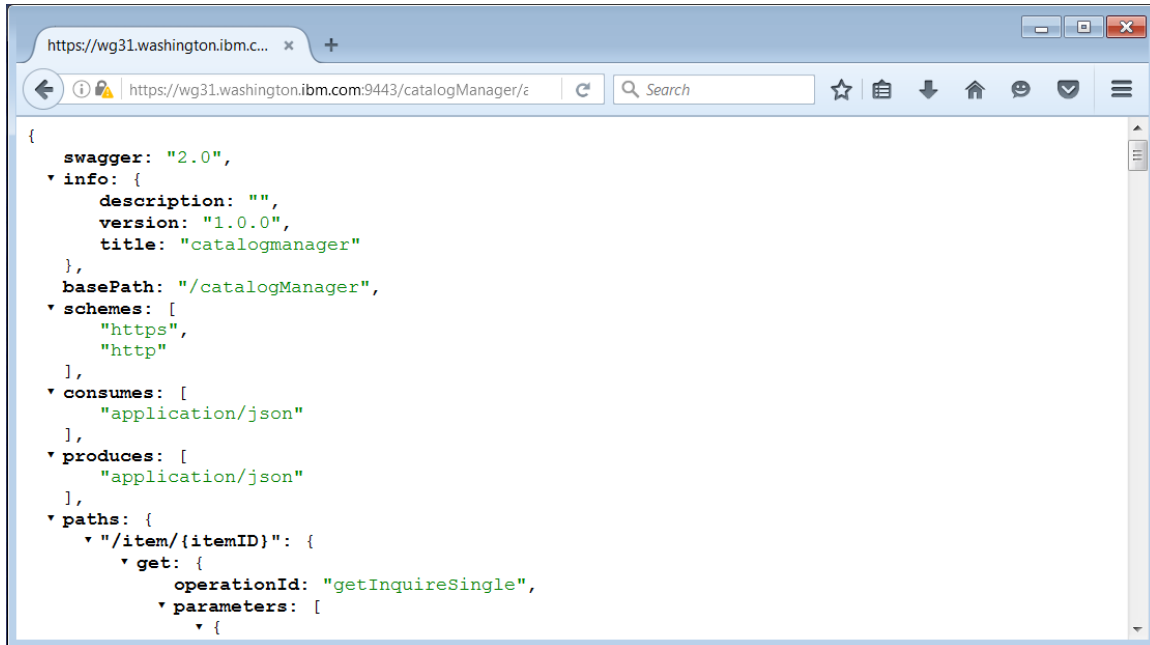 https://wg31.washington.ibm.c... × +
https://wg31.washington.ibm.com:9443/catalogManager/a Search
{
swagger: "2.0",
▾ info: {
description: "",
version: "1.0.0",
title: "catalogmanager"
},
basePath: "/catalogManager",
▾ schemes: [
"https",
"http"
],
▾ consumes: [
"application/json"
],
▾ produces: [
"application/json"
],
▾ paths: {
▾ "/item/{itemID}": {
▾ get: {
operationId: "getInquireSingle",
▾ parameters: [
▾ {